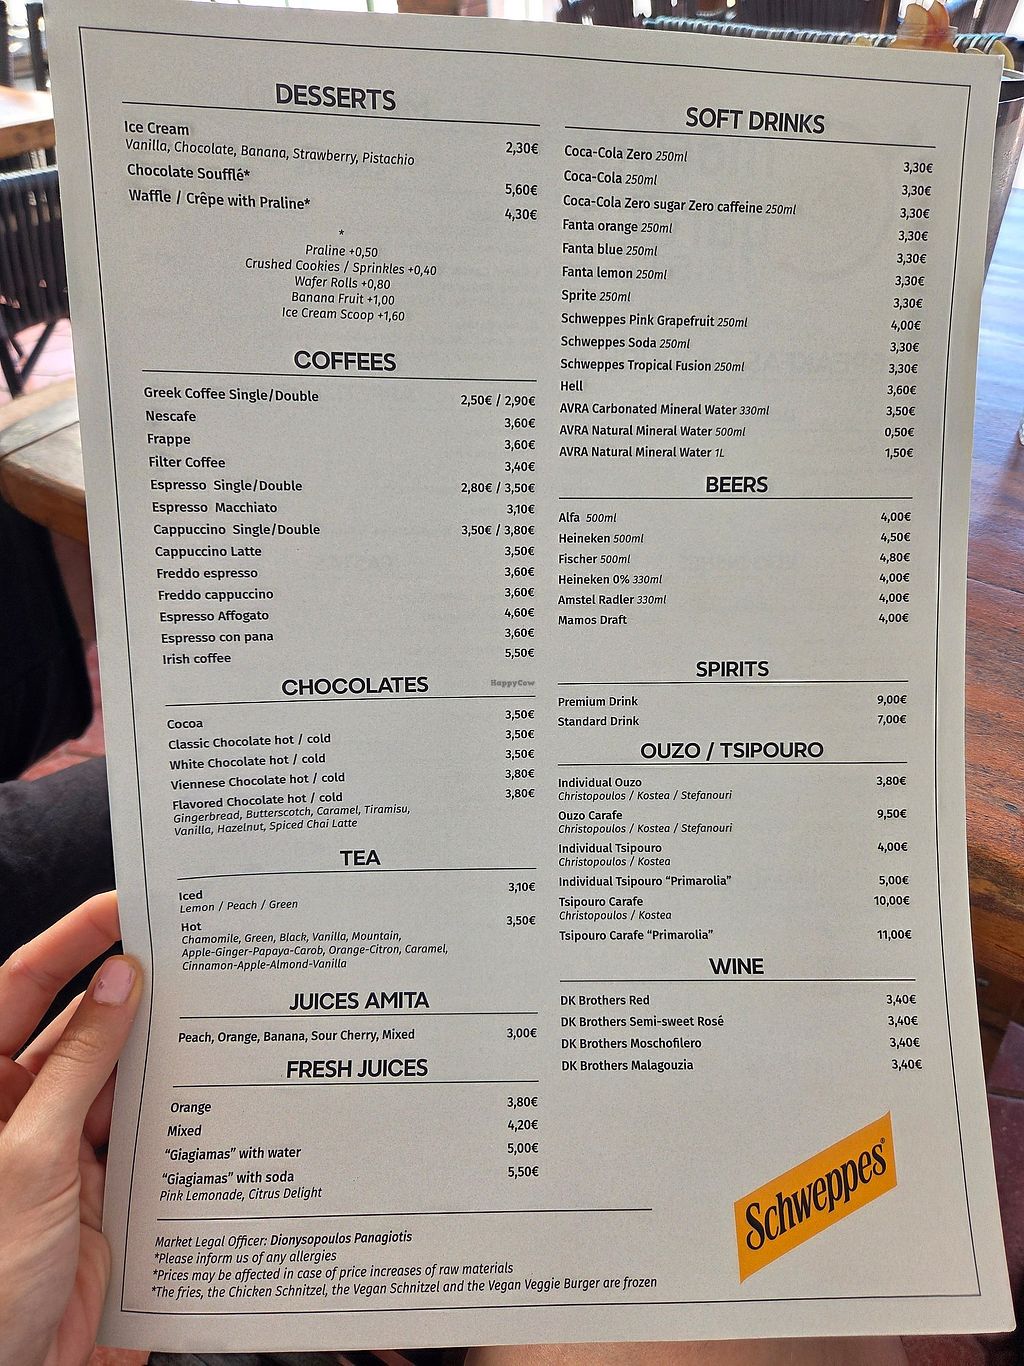 DESSERTS
Ice Cream 2,30€
Vanilla, Chocolate, Banana, Strawberry, Pistachio
Chocolate Soufflé* 5,60€
Waffle / Crêpe with Praline* 4,30€
*
Praline +0,50
Crushed Cookies / Sprinkles +0,40
Wafer Rolls +0,80
Banana Fruit +1,00
Ice Cream Scoop +1,60
COFFEES
Greek Coffee Single/Double 2,50€ / 2,90€
Nescafe 3,60€
Frappe 3,60€
Filter Coffee 3,40€
Espresso Single/Double 2,80€ / 3,50€
Espresso Macchiato 3,10€
Cappuccino Single/Double 3,50€ / 3,80€
Cappuccino Latte 3,50€
Freddo espresso 3,60€
Freddo cappuccino 3,60€
Espresso Affogato 4,60€
Espresso con pana 3,60€
Irish coffee 5,50€
HappyCow
CHOCOLATES
Cocoa 3,50€
Classic Chocolate hot / cold 3,50€
White Chocolate hot / cold 3,50€
Viennese Chocolate hot / cold 3,80€
Flavored Chocolate hot / cold 3,80€
Gingerbread, Butterscotch, Caramel, Tiramisu,
Vanilla, Hazelnut, Spiced Chai Latte
TEA
Iced 3,10€
Lemon / Peach / Green
Hot 3,50€
Chamomile, Green, Black, Vanilla, Mountain,
Apple-Ginger-Papaya-Carob, Orange-Citron, Caramel,
Cinnamon-Apple-Almond-Vanilla
JUICES AMITA
Peach, Orange, Banana, Sour Cherry, Mixed 3,00€
FRESH JUICES
Orange 3,80€
Mixed 4,20€
“Giagiamas” with water 5,00€
“Giagiamas” with soda 5,50€
Pink Lemonade, Citrus Delight
SOFT DRINKS
Coca-Cola Zero 250ml 3,30€
Coca-Cola 250ml 3,30€
Coca-Cola Zero sugar Zero caffeine 250ml 3,30€
Fanta orange 250ml 3,30€
Fanta blue 250ml 3,30€
Fanta lemon 250ml 3,30€
Sprite 250ml 3,30€
Schweppes Pink Grapefruit 250ml 4,00€
Schweppes Soda 250ml 3,30€
Schweppes Tropical Fusion 250ml 3,30€
Hell 3,60€
AVRA Carbonated Mineral Water 330ml 3,50€
AVRA Natural Mineral Water 500ml 0,50€
AVRA Natural Mineral Water 1L 1,50€
BEERS
Alfa 500ml 4,00€
Heineken 500ml 4,50€
Fischer 500ml 4,80€
Heineken 0% 330ml 4,00€
Amstel Radler 330ml 4,00€
Mamos Draft 4,00€
SPIRITS
Premium Drink 9,00€
Standard Drink 7,00€
OUZO / TSIPOURO
Individual Ouzo 3,80€
Christopoulos / Kostea / Stefanouri
Ouzo Carafe 9,50€
Christopoulos / Kostea / Stefanouri
Individual Tsipouro 4,00€
Christopoulos / Kostea
Individual Tsipouro “Primarolia” 5,00€
Tsipouro Carafe 10,00€
Christopoulos / Kostea
Tsipouro Carafe “Primarolia” 11,00€
WINE
DK Brothers Red 3,40€
DK Brothers Semi-sweet Rosé 3,40€
DK Brothers Moschofilero 3,40€
DK Brothers Malagouzia 3,40€
Schweppes®
Market Legal Officer: Dionysopoulos Panagiotis
*Please inform us of any allergies
*Prices may be affected in case of price increases of raw materials
*The fries, the Chicken Schnitzel, the Vegan Schnitzel and the Vegan Veggie Burger are frozen